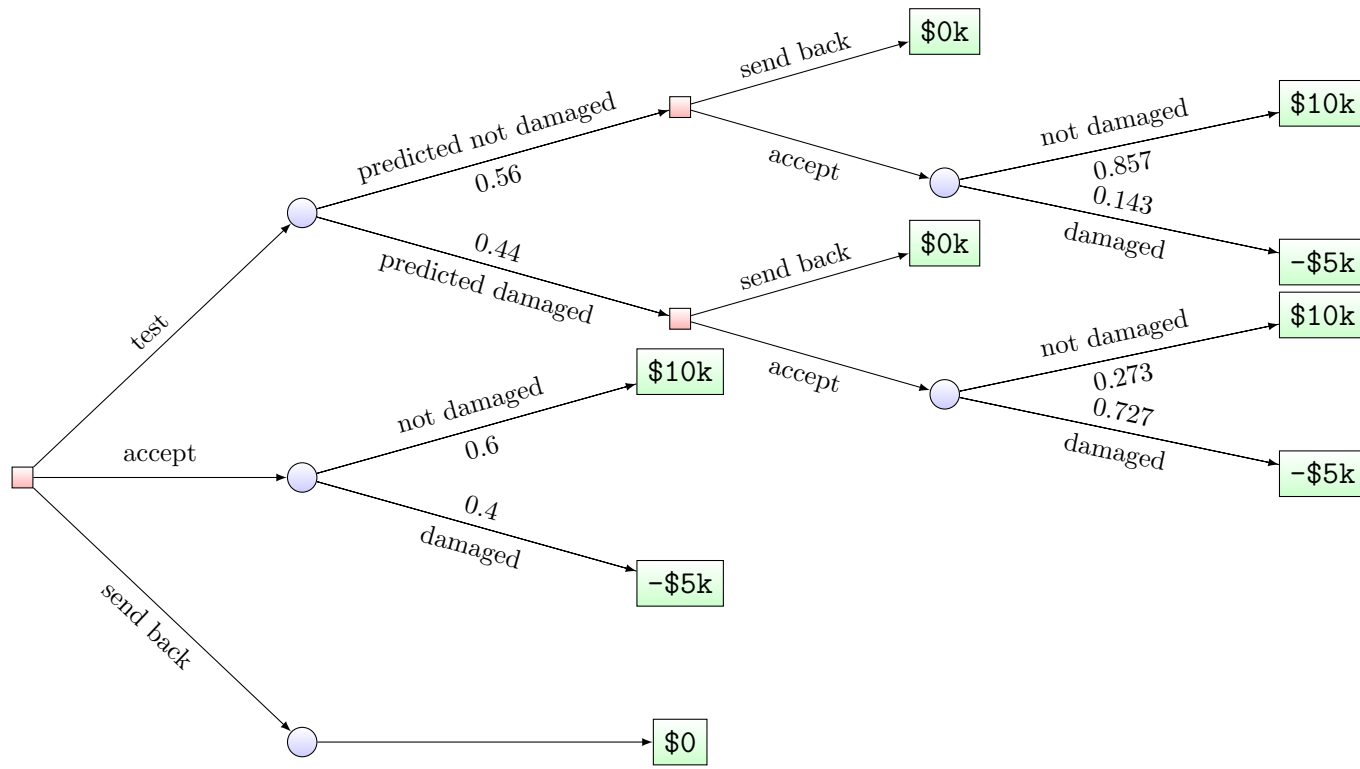 $0k
send back
$10k
not damaged
predicted not damaged
0.857
accept
0.56
0.143
damaged
$0k
send back
0.44
-$5k
predicted damaged
$10k
not damaged
test
0.273
accept
$10k
0.727
not damaged
damaged
accept
0.6
-$5k
0.4
damaged
-$5k
send back
$0